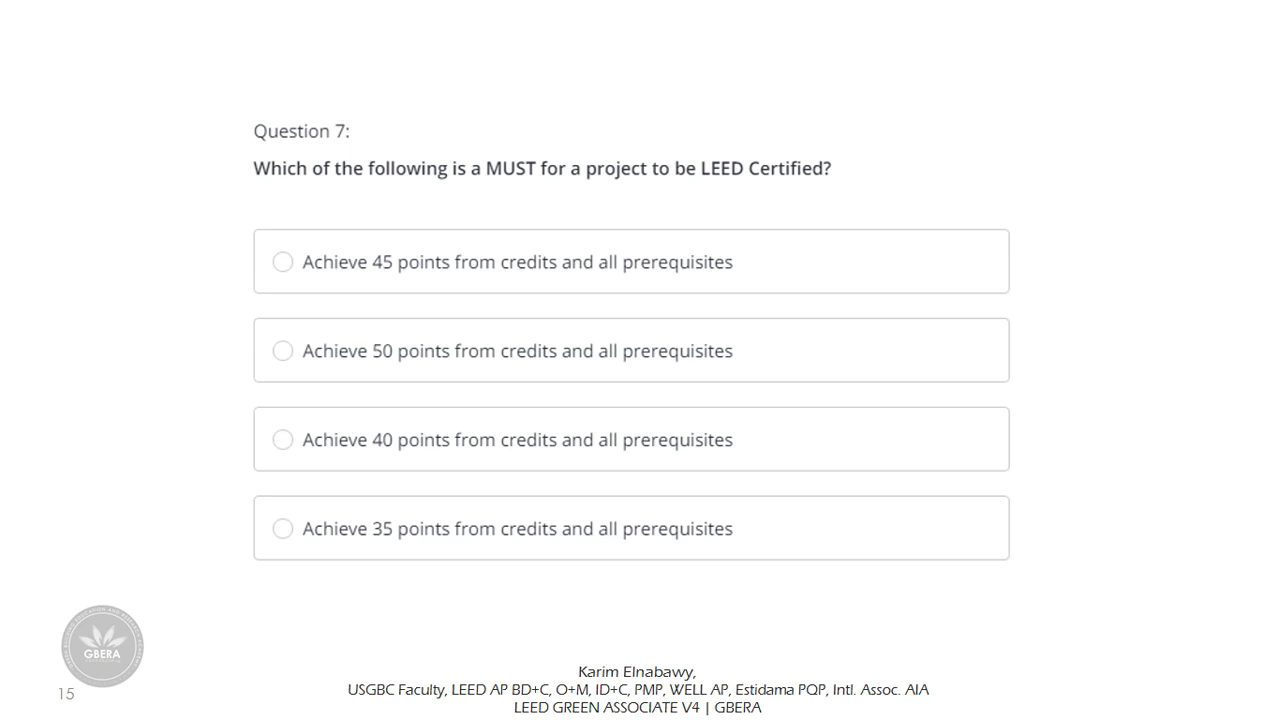 Question 7:
Which of the following is a MUST for a project to be LEED Certified?
Achieve 45 points from credits and all prerequisites
Achieve 50 points from credits and all prerequisites
Achieve 40 points from credits and all prerequisites
Achieve 35 points from credits and all prerequisites
GBERA
15
Karim Elnabawy,
USGBC Faculty, LEED AP BD+C, O+M, ID+C, PMP, WELL AP, Estidama PQP, Intl. Assoc. AIA
LEED GREEN ASSOCIATE V4 | GBERA